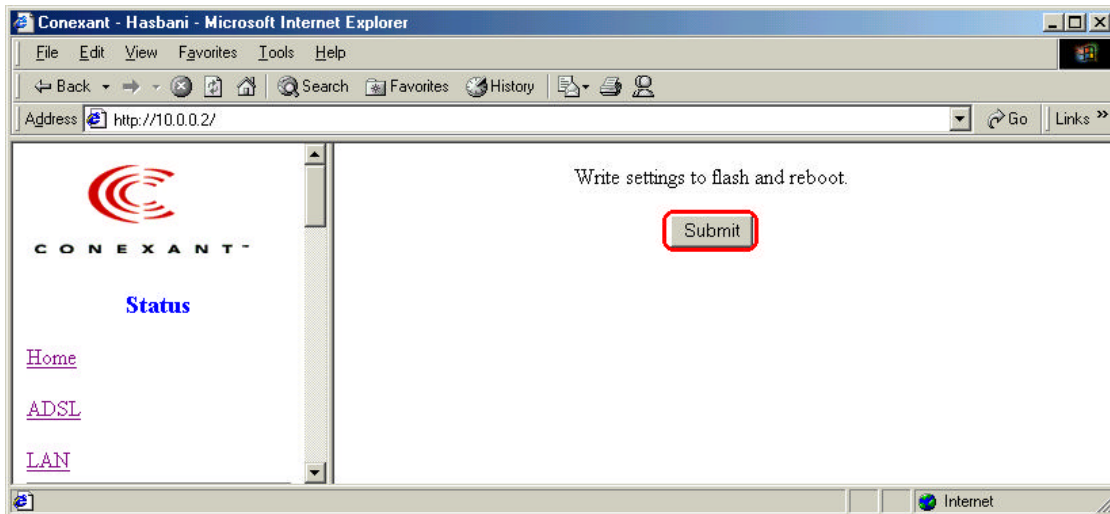 Conexant - Hasbani - Microsoft Internet Explorer
File Edit View Favorites Tools Help
Back Search Favorites History
Address http://10.0.0.2/ Go Links »
CONEXANT™
Status
Home
ADSL
LAN
Write settings to flash and reboot.
Submit
Internet